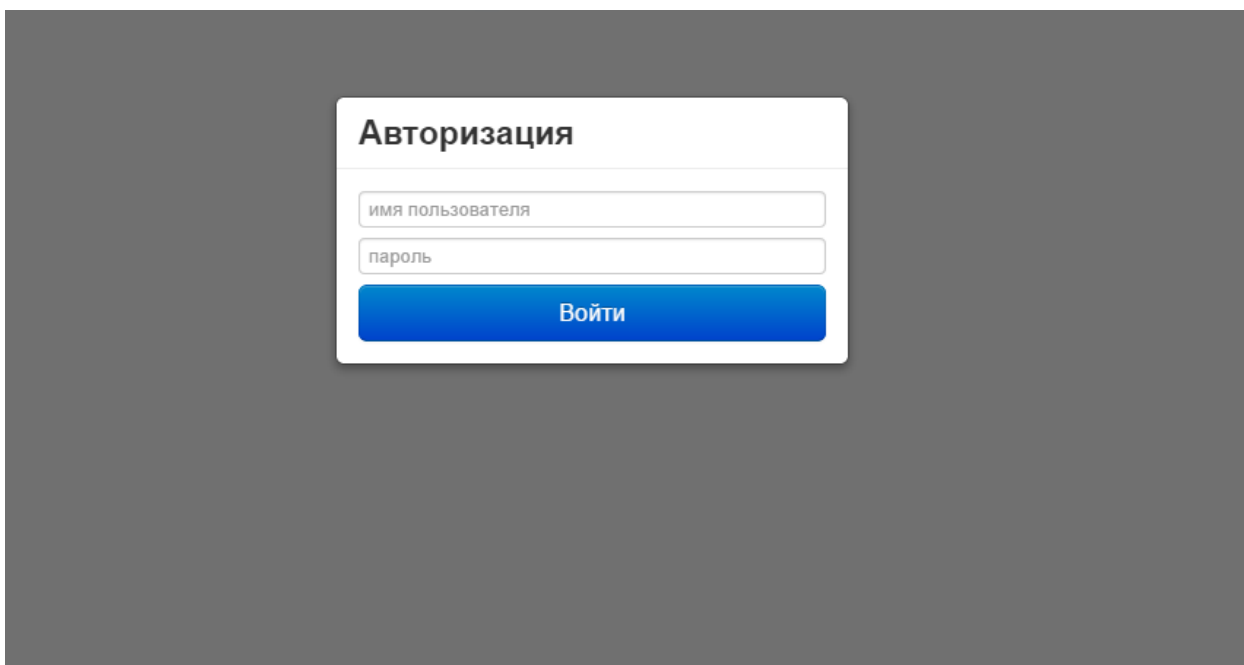 Авторизация
имя пользователя
пароль
Войти